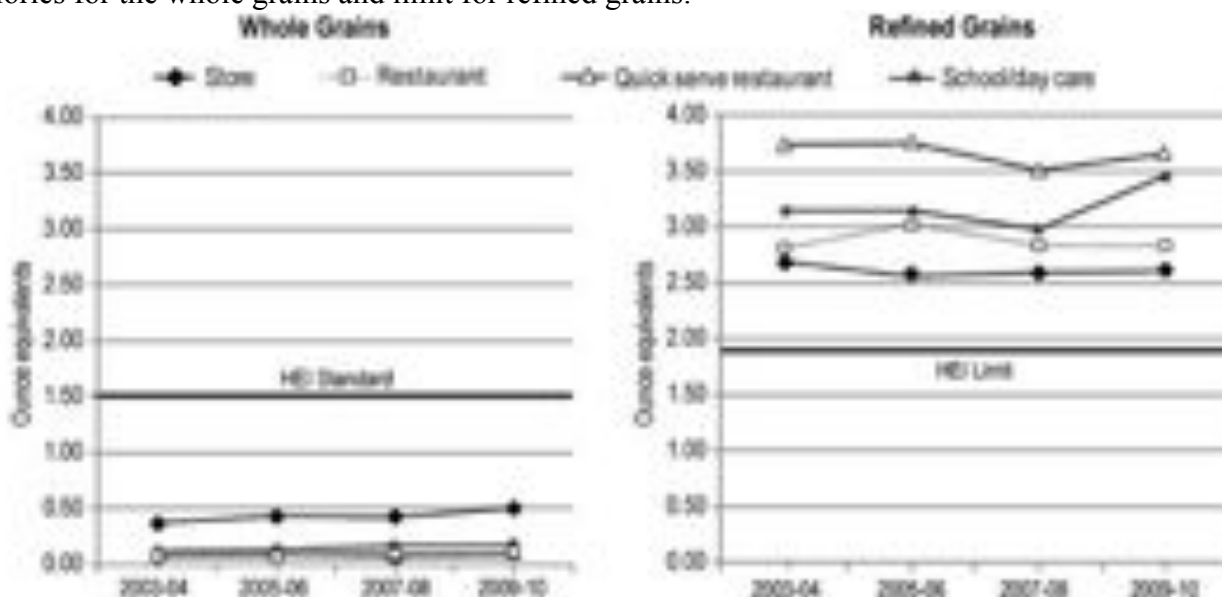 ories for the whole grains and limit for refined grains.
Whole Grains Refined Grains
Store Restaurant Quick serve restaurant School/day care
4.00 4.00
3.50 3.50
3.00 3.00
2.50 2.50
2.00 2.00
HEI Standard HEI Limit
1.50 1.50
1.00 1.00
0.50 0.50
0.00 0.00
Ounce equivalents Ounce equivalents
2003-04 2005-06 2007-08 2009-10 2003-04 2005-06 2007-08 2009-10